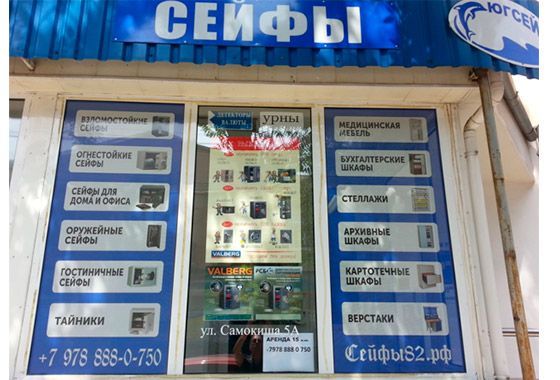 СЕЙФЫ
ЮГСЕЙ
ВЗЛОМОСТОЙКИЕ
СЕЙФЫ
ОГНЕСТОЙКИЕ
СЕЙФЫ
СЕЙФЫ ДЛЯ
ДОМА И ОФИСА
ОРУЖЕЙНЫЕ
СЕЙФЫ
ГОСТИНИЧНЫЕ
СЕЙФЫ
ТАЙНИКИ
+7 978 888-0-750
ДЕТЕКТОРЫ
ВАЛЮТЫ
урны
VALBERG
VALBERG
ул. Самокиша 5А
АРЕНДА 15
7978 888 0 750
МЕДИЦИНСКАЯ
МЕБЕЛЬ
БУХГАЛТЕРСКИЕ
ШКАФЫ
СТЕЛЛАЖИ
АРХИВНЫЕ
ШКАФЫ
КАРТОТЕЧНЫЕ
ШКАФЫ
ВЕРСТАКИ
Сейфы82.рф